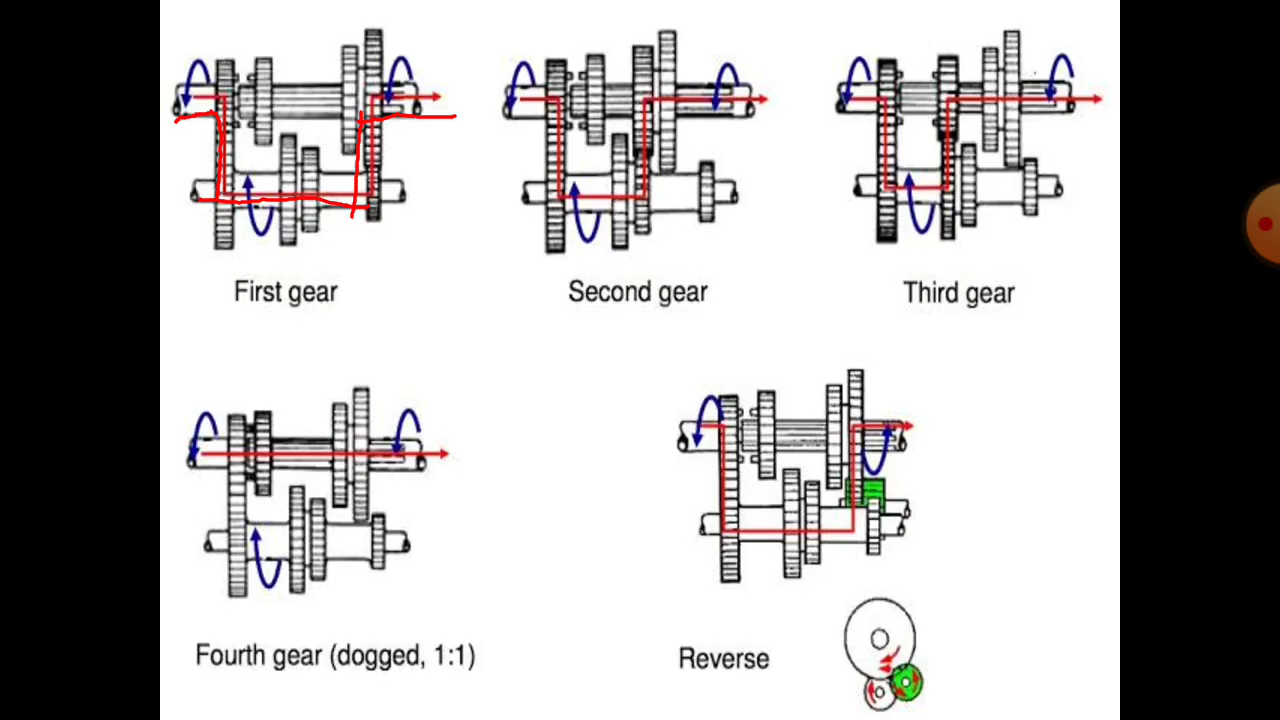 First gear
Second gear
Third gear
Fourth gear (dogged, 1:1)
Reverse